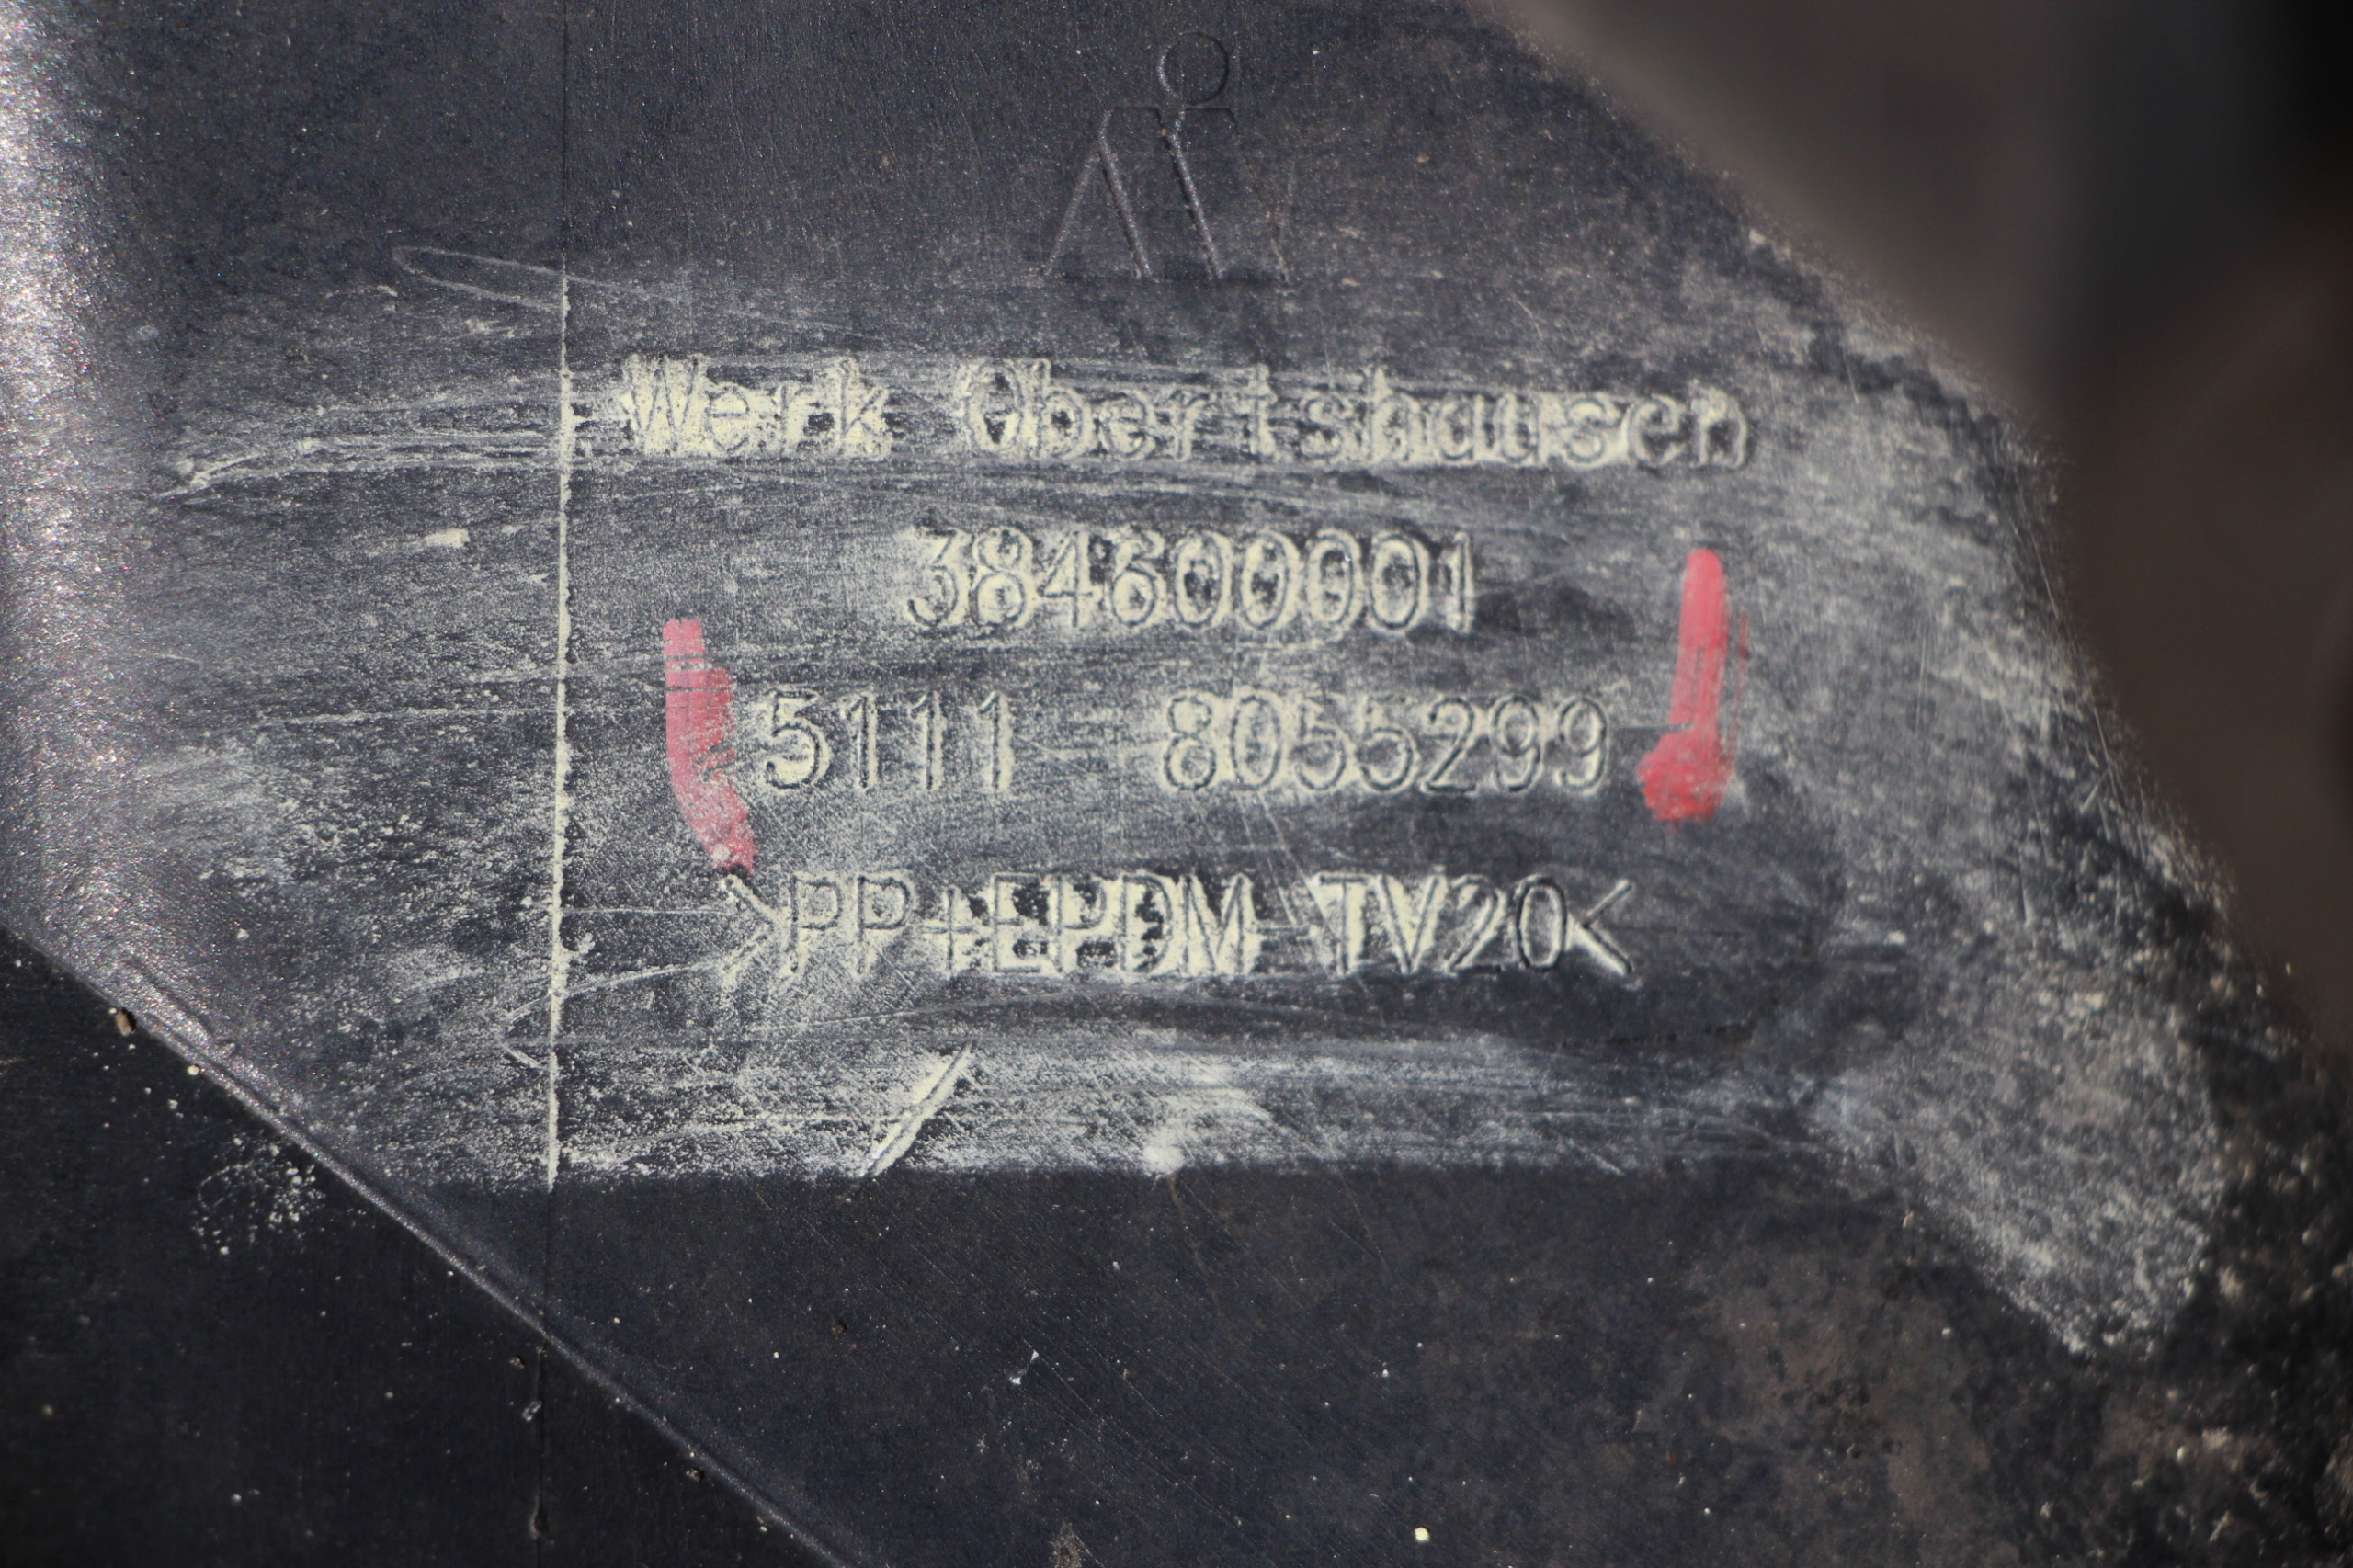 Werk Obertshausen
384600001
5111 8055299
>PP+EPDM-TV20<